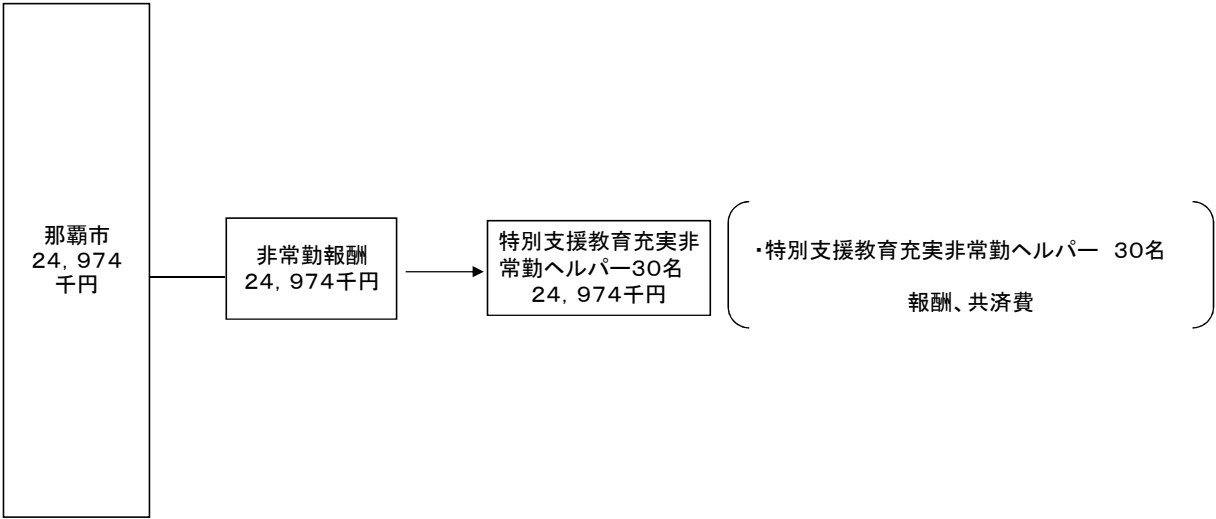 那覇市
24,974
千円
非常勤報酬
24,974千円
特別支援教育充実非
常勤ヘルパー30名
24,974千円
・特別支援教育充実非常勤ヘルパー　30名
報酬、共済費